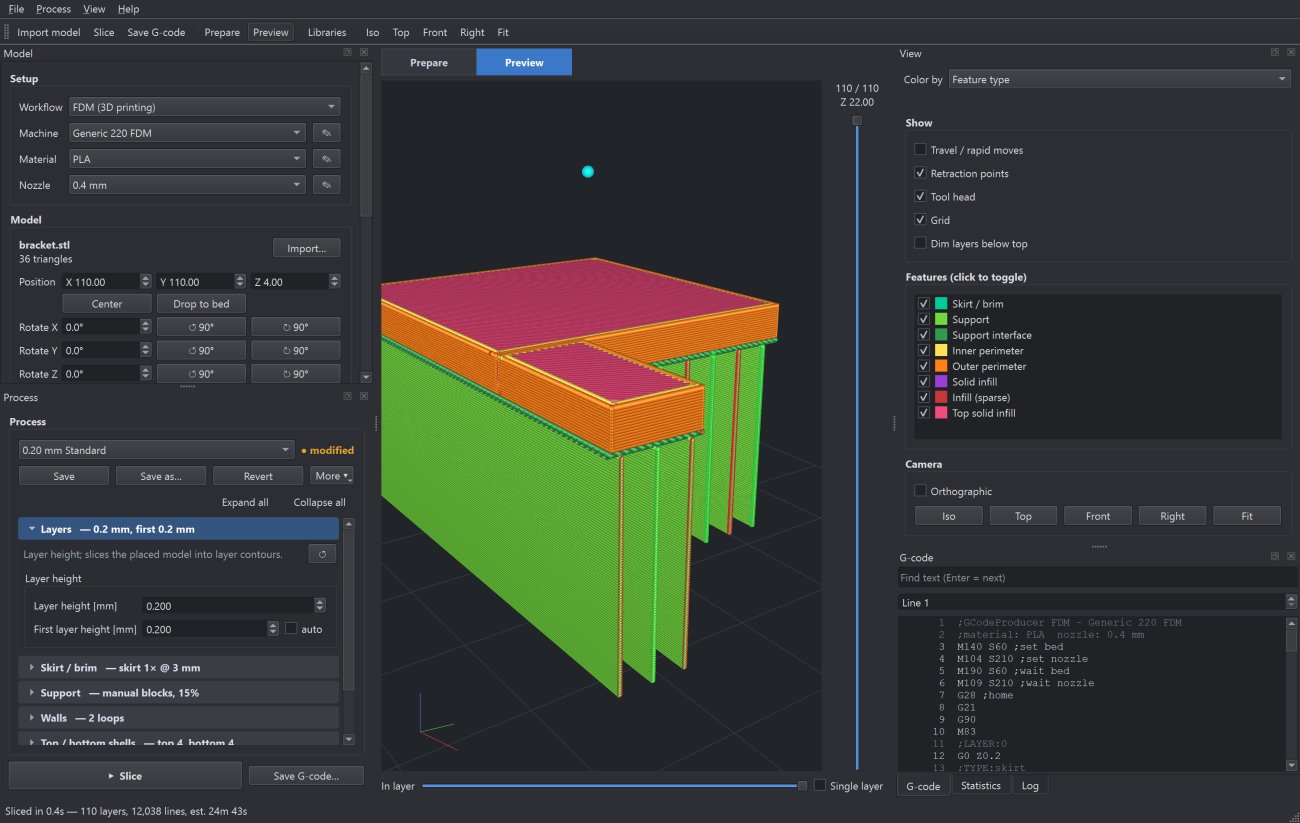 File Process View Help
Import model Slice Save G-code Prepare Preview Libraries Iso Top Front Right Fit
Model
Setup
Workflow FDM (3D printing)
Machine Generic 220 FDM
Material PLA
Nozzle 0.4 mm
Model
bracket.stl
36 triangles
Import...
Position X 110.00 Y 110.00 Z 4.00
Center Drop to bed
Rotate X 0.0° ↺ 90° ↻ 90°
Rotate Y 0.0° ↺ 90° ↻ 90°
Rotate Z 0.0° ↺ 90° ↻ 90°
Process
Process
0.20 mm Standard ● modified
Save Save as... Revert More
Expand all Collapse all
Layers — 0.2 mm, first 0.2 mm
Layer height; slices the placed model into layer contours.
Layer height
Layer height [mm] 0.200
First layer height [mm] 0.200 auto
Skirt / brim — skirt 1× @ 3 mm
Support — manual blocks, 15%
Walls — 2 loops
Top / bottom shells — top 4, bottom 4
Slice Save G-code...
Sliced in 0.4s — 110 layers, 12,038 lines, est. 24m 43s
Prepare Preview
110 / 110
Z 22.00
In layer Single layer
View
Color by Feature type
Show
Travel / rapid moves
Retraction points
Tool head
Grid
Dim layers below top
Features (click to toggle)
Skirt / brim
Support
Support interface
Inner perimeter
Outer perimeter
Solid infill
Infill (sparse)
Top solid infill
Camera
Orthographic
Iso Top Front Right Fit
G-code
Find text (Enter = next)
Line 1
1 ;GCodeProducer FDM - Generic 220 FDM
2 ;material: PLA  nozzle: 0.4 mm
3 M140 S60 ;set bed
4 M104 S210 ;set nozzle
5 M190 S60 ;wait bed
6 M109 S210 ;wait nozzle
7 G28 ;home
8 G21
9 G90
10 M83
11 ;LAYER:0
12 G0 Z0.2
13 ;TYPE:skirt
G-code Statistics Log